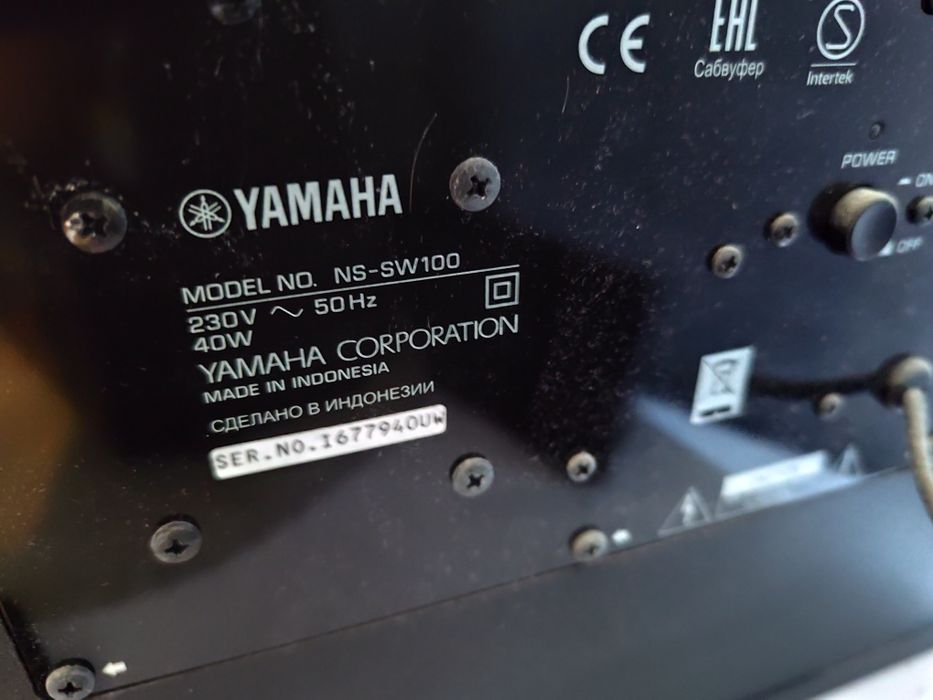 CE
EAC
Сабвуфер
S
Intertek
POWER
ON
OFF
YAMAHA
MODEL NO. NS-SW100
230V ~ 50Hz
40W
YAMAHA CORPORATION
MADE IN INDONESIA
СДЕЛАНО В ИНДОНЕЗИИ
SER.NO.I677940UW